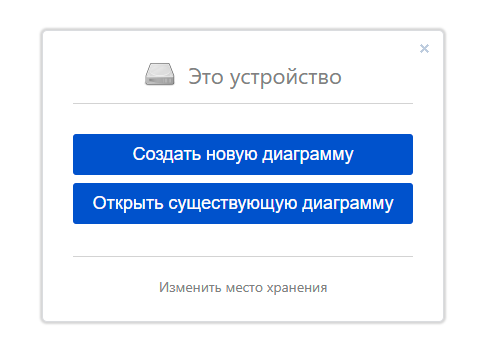 Это устройство
Создать новую диаграмму
Открыть существующую диаграмму
Изменить место хранения